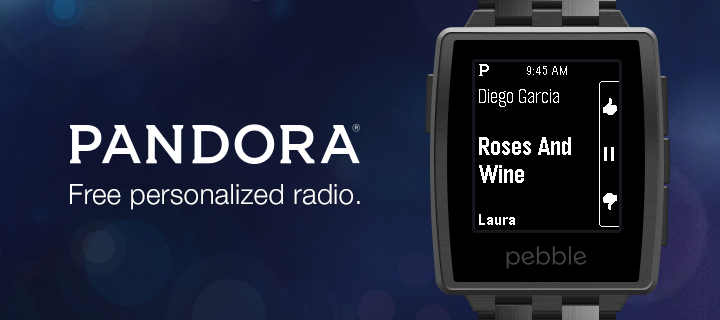 PANDORA®
Free personalized radio.
P 9:45 AM
Diego Garcia
Roses And
Wine
Laura
pebble